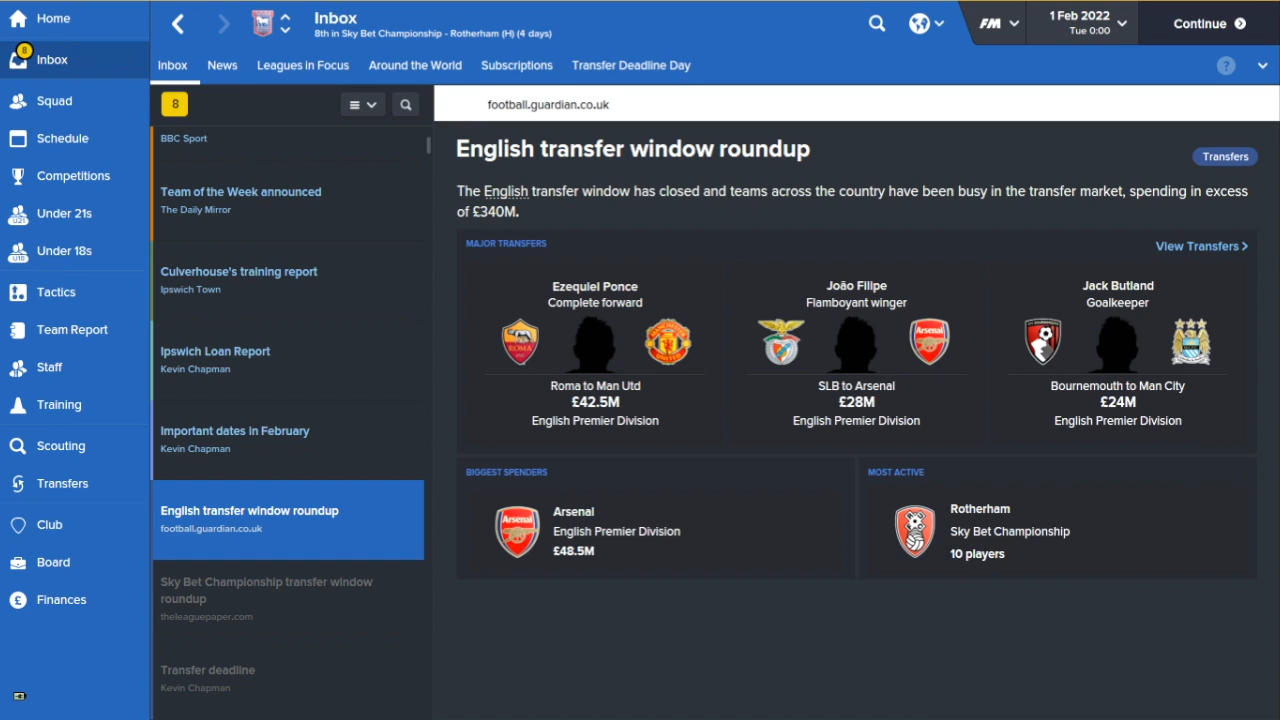 Home
8
Inbox
Squad
Schedule
Competitions
U21
Under 21s
U18
Under 18s
Tactics
Team Report
Staff
Training
Scouting
Transfers
Club
Board
£
Finances
Inbox
8th in Sky Bet Championship - Rotherham (H) (4 days)
FM
1 Feb 2022
Tue 0:00
Continue
Inbox News Leagues in Focus Around the World Subscriptions Transfer Deadline Day
?
8
BBC Sport
Team of the Week announced
The Daily Mirror
Culverhouse's training report
Ipswich Town
Ipswich Loan Report
Kevin Chapman
Important dates in February
Kevin Chapman
English transfer window roundup
football.guardian.co.uk
Sky Bet Championship transfer window
roundup
theleaguepaper.com
Transfer deadline
Kevin Chapman
football.guardian.co.uk
English transfer window roundup
Transfers
The English transfer window has closed and teams across the country have been busy in the transfer market, spending in excess
of £340M.
MAJOR TRANSFERS
View Transfers >
Ezequiel Ponce
Complete forward
ROMA
Roma to Man Utd
£42.5M
English Premier Division
João Filipe
Flamboyant winger
Arsenal
SLB to Arsenal
£28M
English Premier Division
Jack Butland
Goalkeeper
Bournemouth to Man City
£24M
English Premier Division
BIGGEST SPENDERS
Arsenal
Arsenal
English Premier Division
£48.5M
MOST ACTIVE
Rotherham
Sky Bet Championship
10 players